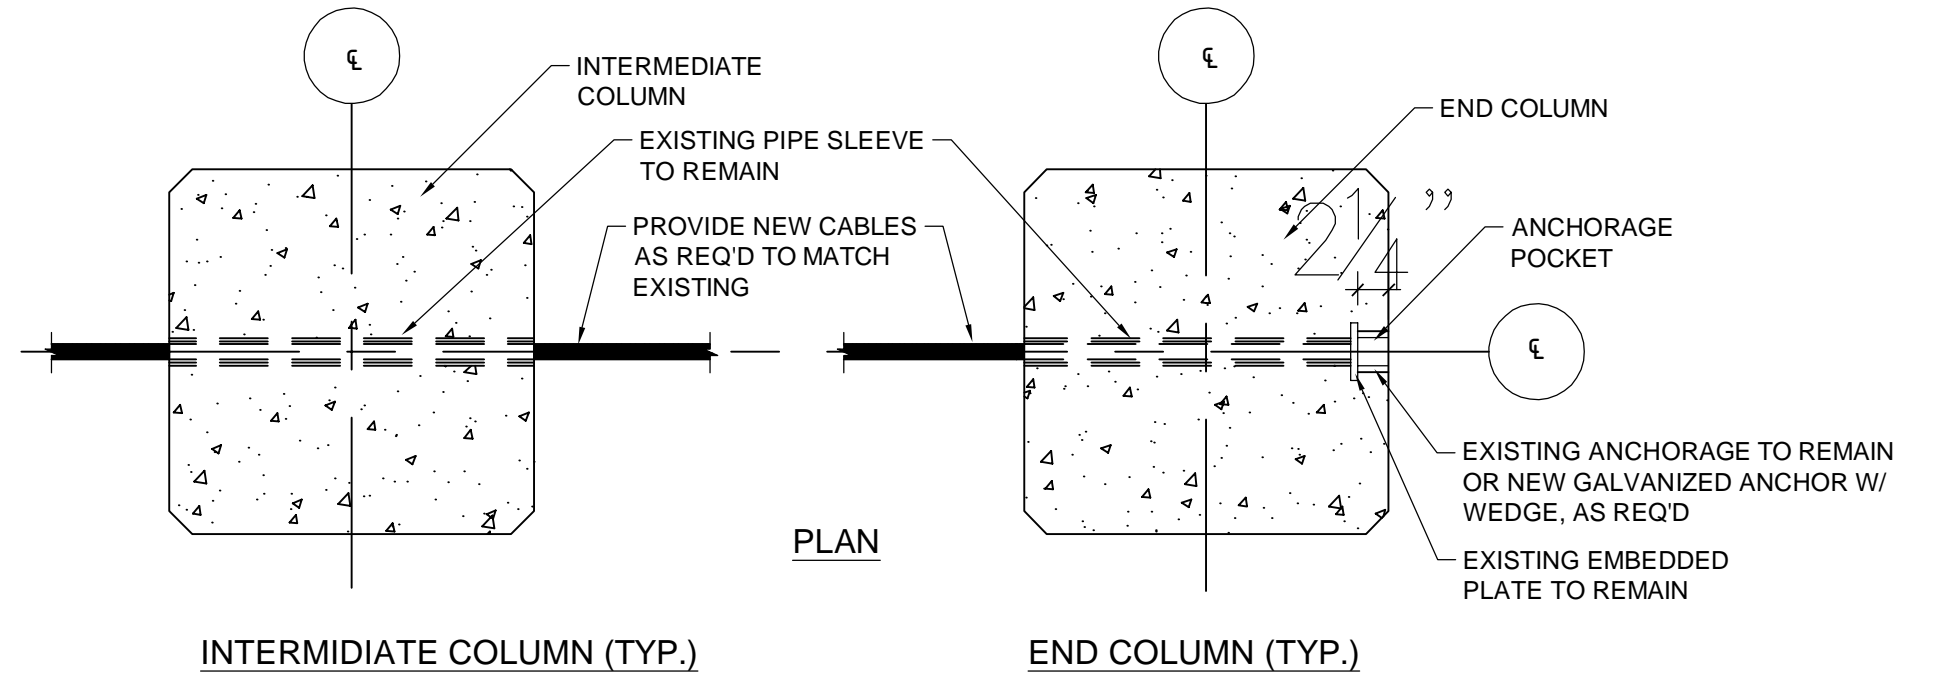 ℄
℄
INTERMEDIATE
COLUMN
END COLUMN
EXISTING PIPE SLEEVE
TO REMAIN
21/4"
PROVIDE NEW CABLES
AS REQ'D TO MATCH
EXISTING
ANCHORAGE
POCKET
℄
EXISTING ANCHORAGE TO REMAIN
OR NEW GALVANIZED ANCHOR W/
WEDGE, AS REQ'D
PLAN
EXISTING EMBEDDED
PLATE TO REMAIN
INTERMIDIATE COLUMN (TYP.)
END COLUMN (TYP.)